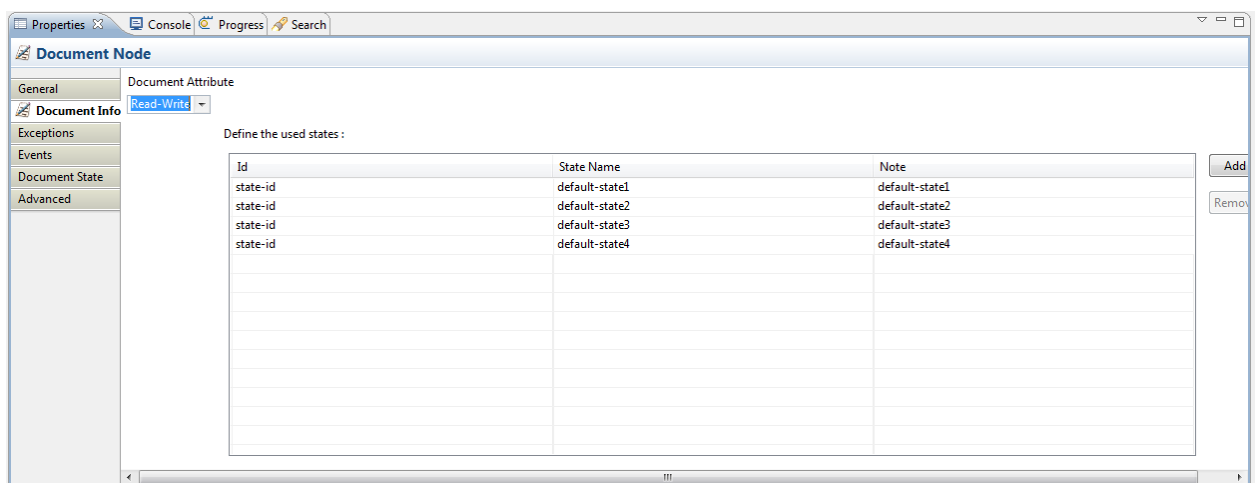 Properties Console Progress Search
Document Node
General
Document Info
Exceptions
Events
Document State
Advanced
Document Attribute
Read-Write
Define the used states :
Id State Name Note
state-id default-state1 default-state1
state-id default-state2 default-state2
state-id default-state3 default-state3
state-id default-state4 default-state4
Add
Remov